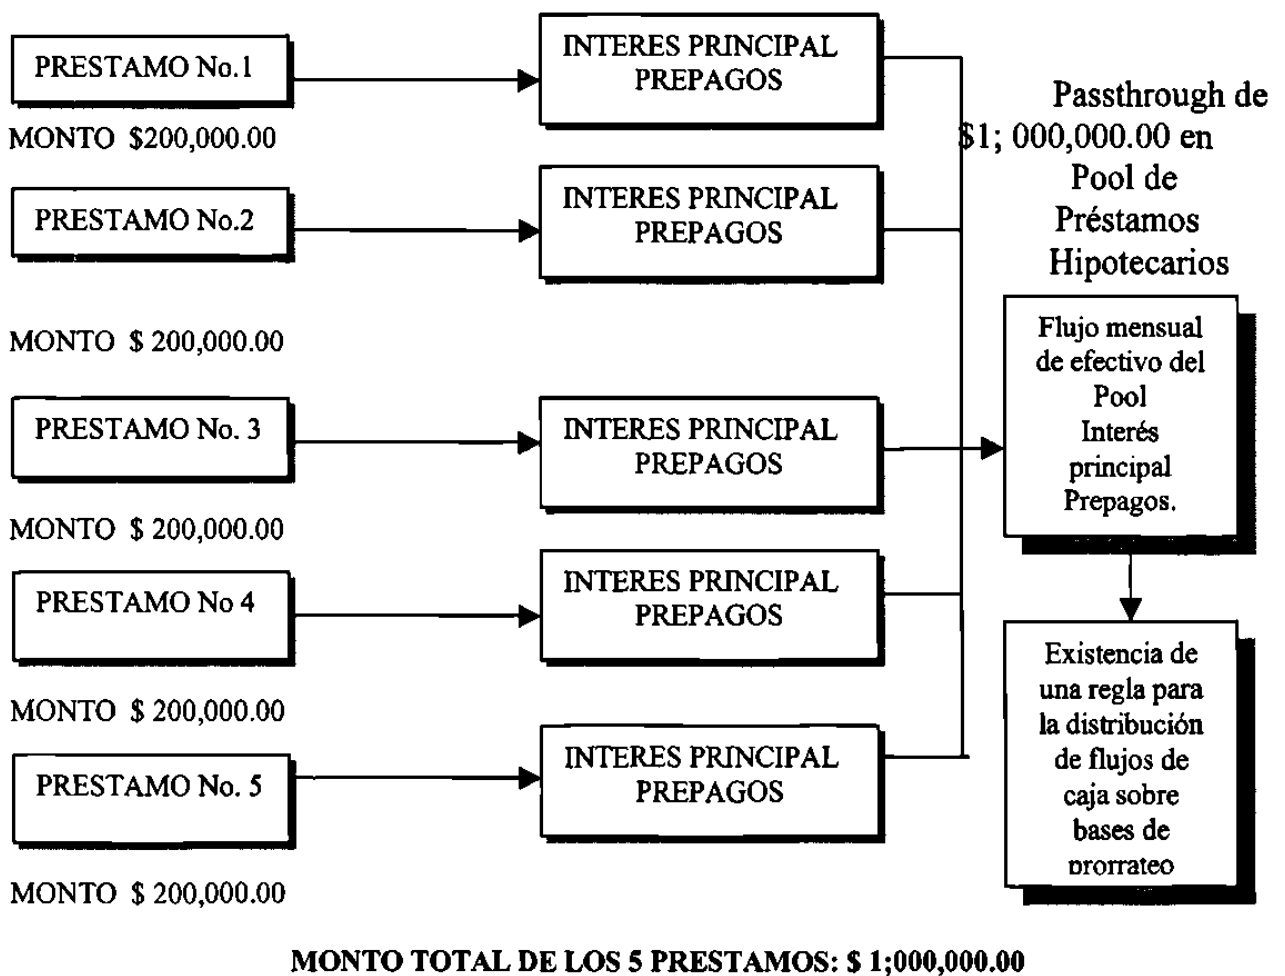 PRESTAMO No.1
INTERES PRINCIPAL
PREPAGOS
MONTO $200,000.00
PRESTAMO No.2
INTERES PRINCIPAL
PREPAGOS
MONTO $ 200,000.00
PRESTAMO No. 3
INTERES PRINCIPAL
PREPAGOS
MONTO $ 200,000.00
PRESTAMO No 4
INTERES PRINCIPAL
PREPAGOS
MONTO $ 200,000.00
PRESTAMO No. 5
INTERES PRINCIPAL
PREPAGOS
MONTO $ 200,000.00
Passthrough de
$1; 000,000.00 en
Pool de
Préstamos
Hipotecarios
Flujo mensual
de efectivo del
Pool
Interés
principal
Prepagos.
Existencia de
una regla para
la distribución
de flujos de
caja sobre
bases de
prorrateo
MONTO TOTAL DE LOS 5 PRESTAMOS: $ 1;000,000.00